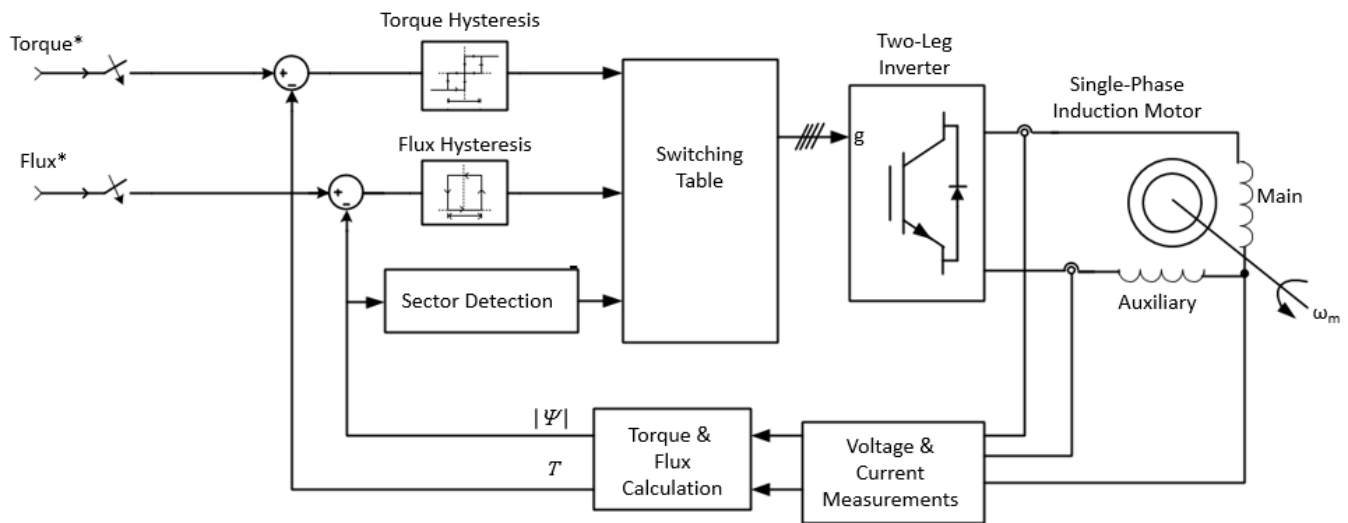 Torque Hysteresis
Torque*
+
-
Two-Leg
Inverter
Single-Phase
Induction Motor
Flux*
Flux Hysteresis
+
-
Switching
Table
g
Main
Sector Detection
Auxiliary
ωm
|Ψ|
T
Torque &
Flux
Calculation
Voltage &
Current
Measurements